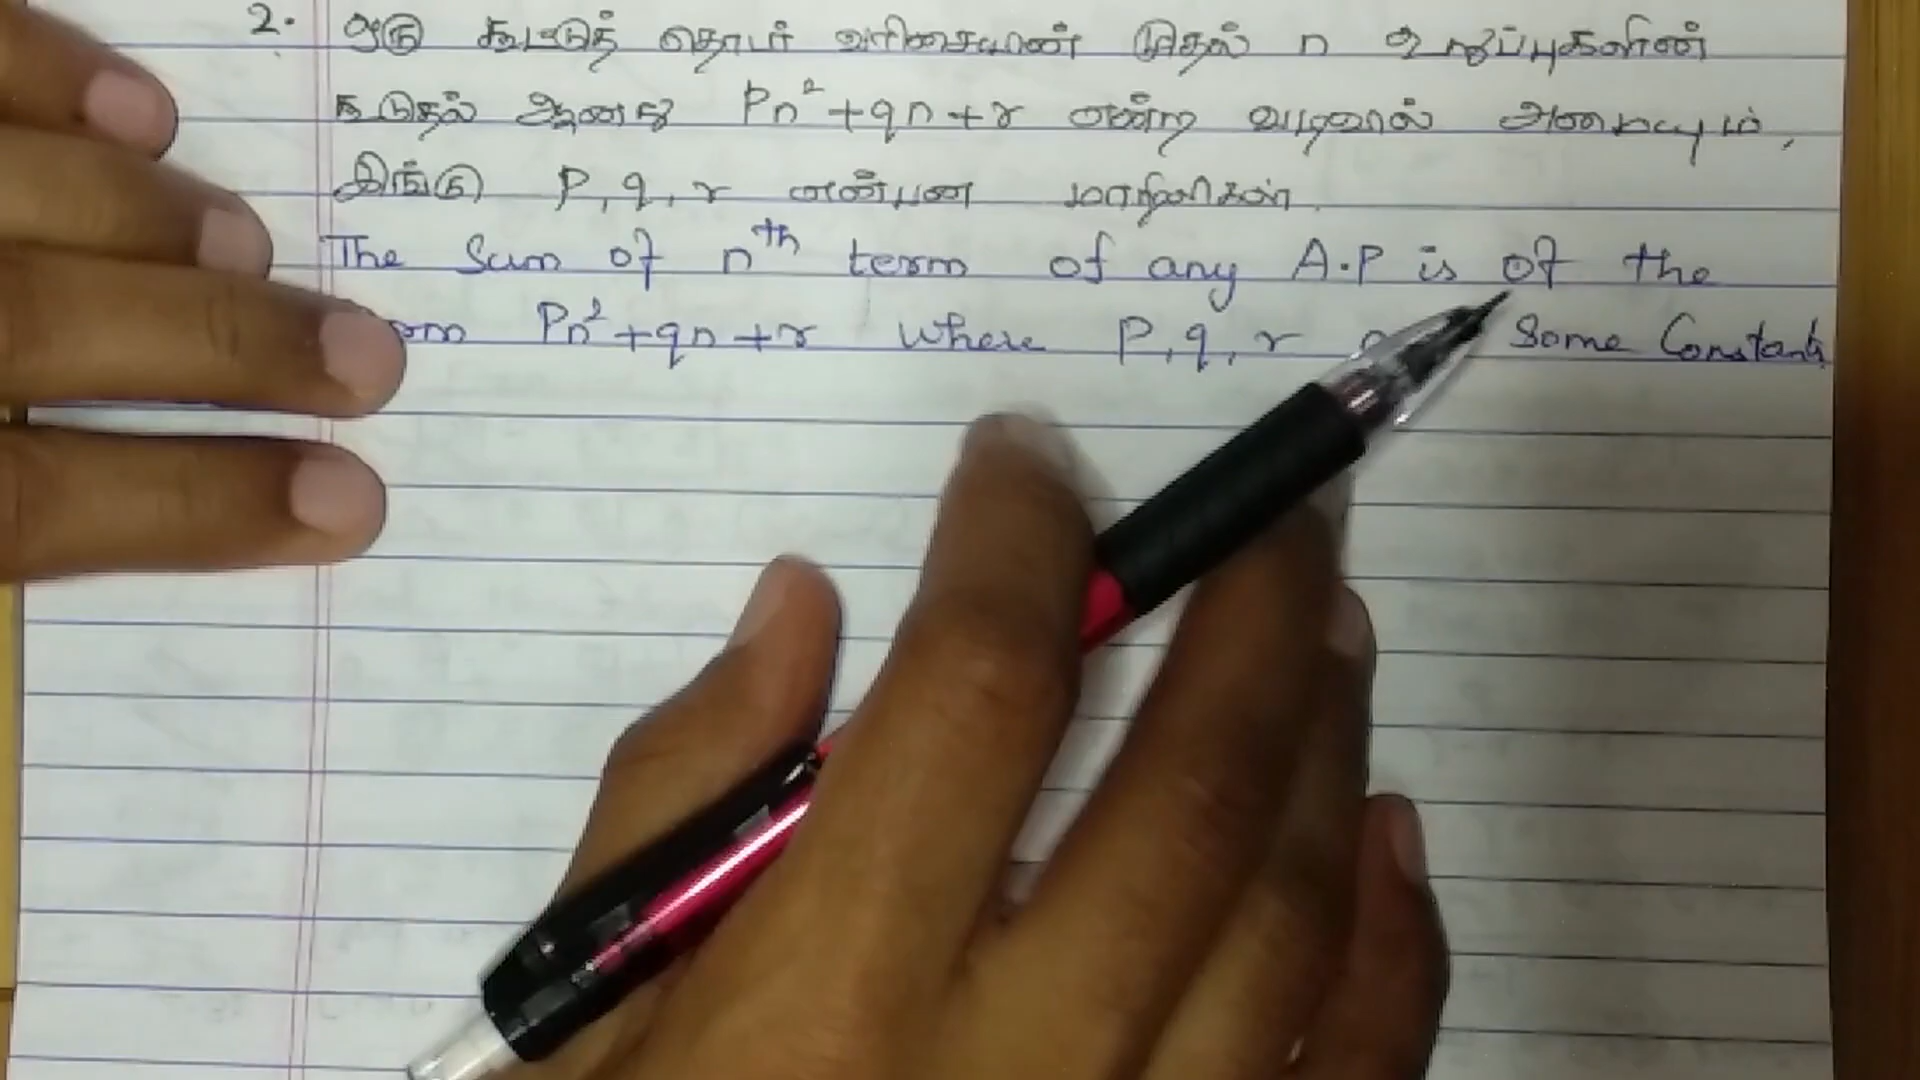 2. ஒரு கூட்டுத் தொடர் வரிசையின் முதல் n உறுப்புகளின்
கூடுதல் ஆனது Pn²+qn+r என்ற வடிவில் அமையும்,
இங்கு P, q, r என்பன மாறிலிகள்.
The Sum of nth term of any A.P is of the
Pn²+qn+r Where P, q, r Some Constants